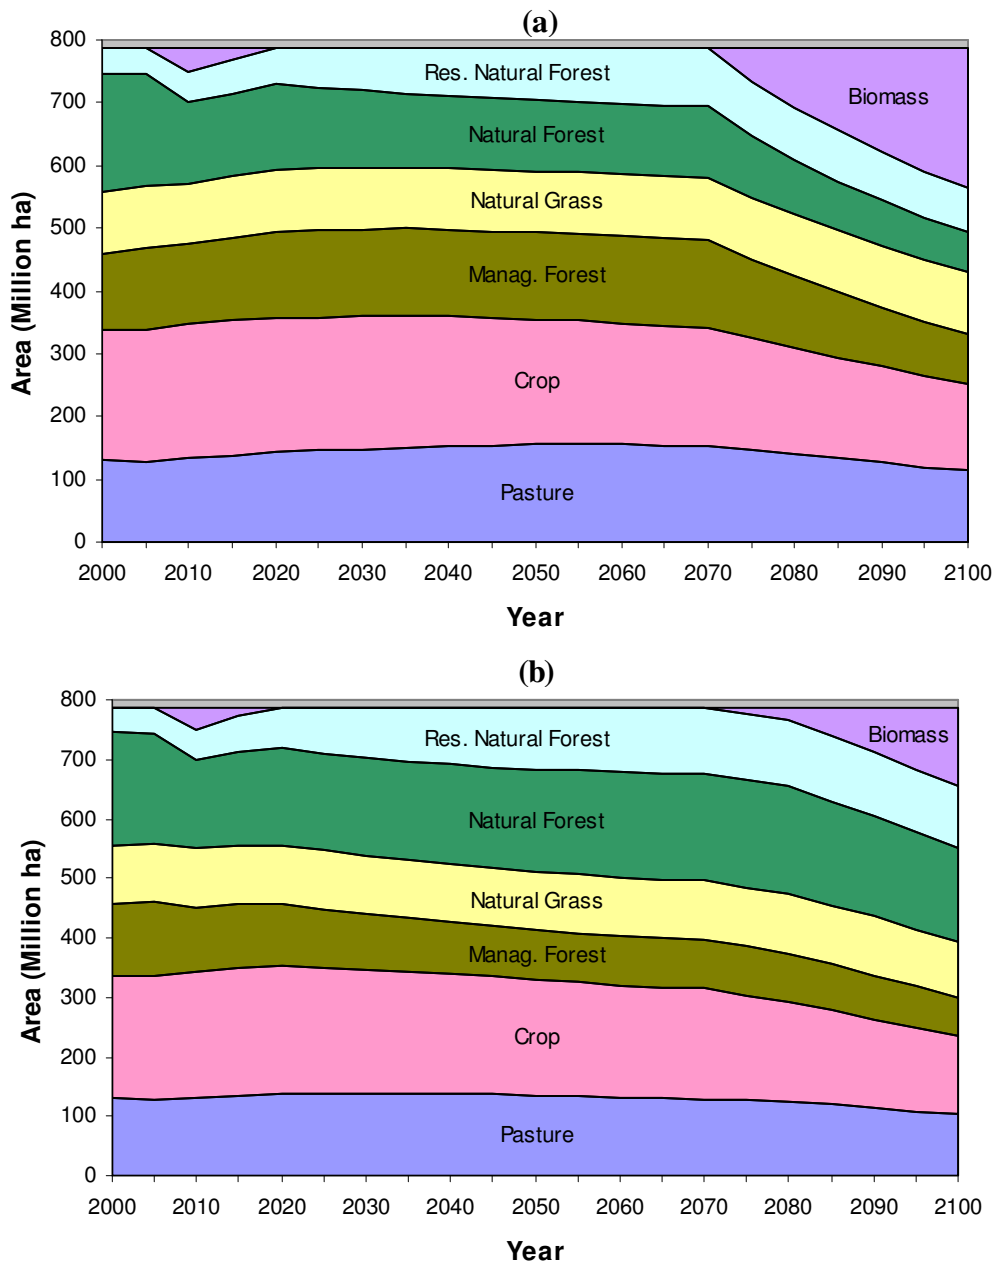 (a)
800
700
600
500
400
300
200
100
0
Area (Million ha)
Res. Natural Forest
Biomass
Natural Forest
Natural Grass
Manag. Forest
Crop
Pasture
2000 2010 2020 2030 2040 2050 2060 2070 2080 2090 2100
Year
(b)
800
700
600
500
400
300
200
100
0
Area (Million ha)
Res. Natural Forest
Biomass
Natural Forest
Natural Grass
Manag. Forest
Crop
Pasture
2000 2010 2020 2030 2040 2050 2060 2070 2080 2090 2100
Year